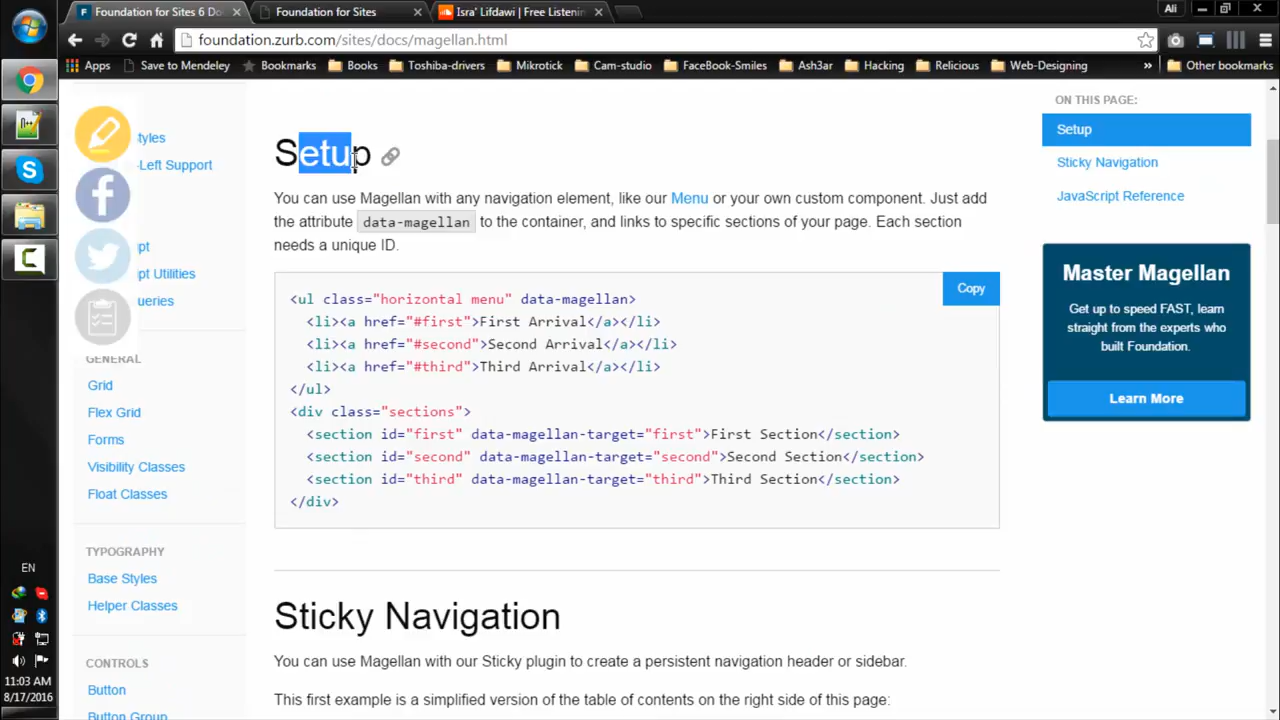 Foundation for Sites 6 Do
Foundation for Sites
Isra' Lifdawi | Free Listenin
Ali
foundation.zurb.com/sites/docs/magellan.html
Apps
Save to Mendeley
Bookmarks
Books
Toshiba-drivers
Mikrotick
Cam-studio
FaceBook-Smiles
Ash3ar
Hacking
Relicious
Web-Designing
»
Other bookmarks
tyles
-Left Support
pt
pt Utilities
ueries
GENERAL
Grid
Flex Grid
Forms
Visibility Classes
Float Classes
TYPOGRAPHY
Base Styles
Helper Classes
CONTROLS
Button
Button Group
Setup
You can use Magellan with any navigation element, like our Menu or your own custom component. Just add
the attribute data-magellan to the container, and links to specific sections of your page. Each section
needs a unique ID.
Copy
<ul class="horizontal menu" data-magellan>
<li><a href="#first">First Arrival</a></li>
<li><a href="#second">Second Arrival</a></li>
<li><a href="#third">Third Arrival</a></li>
</ul>
<div class="sections">
<section id="first" data-magellan-target="first">First Section</section>
<section id="second" data-magellan-target="second">Second Section</section>
<section id="third" data-magellan-target="third">Third Section</section>
</div>
Sticky Navigation
You can use Magellan with our Sticky plugin to create a persistent navigation header or sidebar.
This first example is a simplified version of the table of contents on the right side of this page:
ON THIS PAGE:
Setup
Sticky Navigation
JavaScript Reference
Master Magellan
Get up to speed FAST, learn
straight from the experts who
built Foundation.
Learn More
EN
11:03 AM
8/17/2016